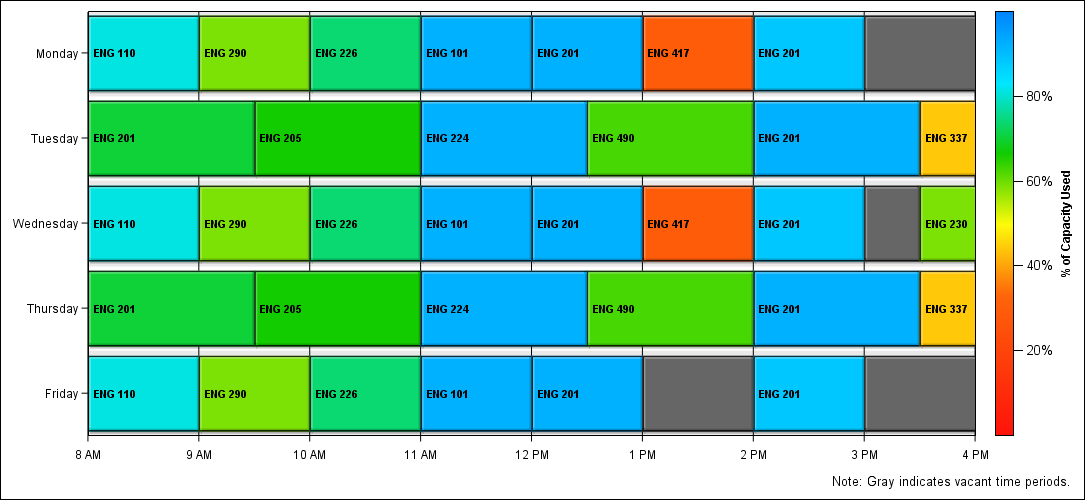 Monday
ENG 110 ENG 290 ENG 226 ENG 101 ENG 201 ENG 417 ENG 201
80%
Tuesday
ENG 201 ENG 205 ENG 224 ENG 490 ENG 201 ENG 337
60%
Wednesday
ENG 110 ENG 290 ENG 226 ENG 101 ENG 201 ENG 417 ENG 201 ENG 230
% of Capacity Used
40%
Thursday
ENG 201 ENG 205 ENG 224 ENG 490 ENG 201 ENG 337
20%
Friday
ENG 110 ENG 290 ENG 226 ENG 101 ENG 201 ENG 201
8 AM 9 AM 10 AM 11 AM 12 PM 1 PM 2 PM 3 PM 4 PM
Note: Gray indicates vacant time periods.